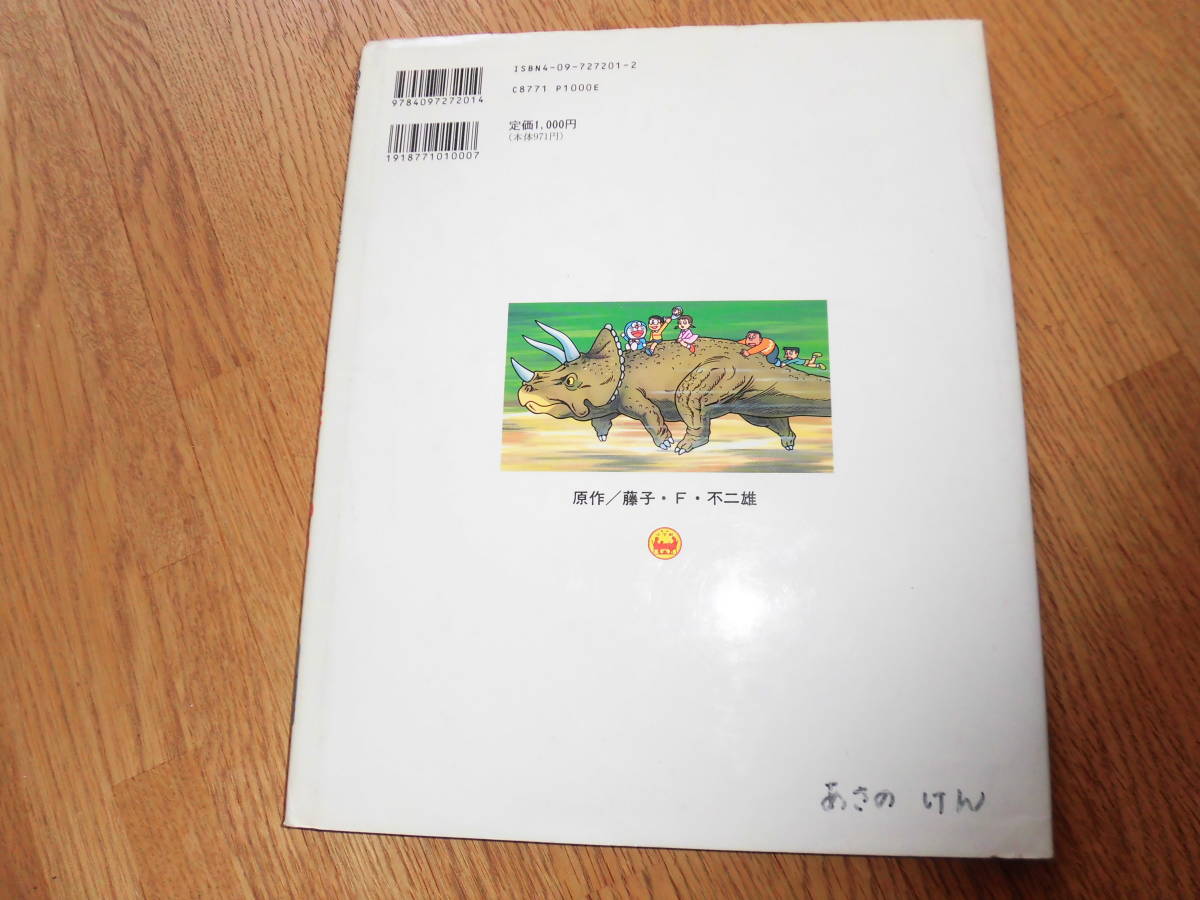 ISBN4-09-727201-2
C8771 P1000E
9784097272014
定価1,000円
(本体971円)
1918771010007
原作／藤子・F・不二雄
あさの けん